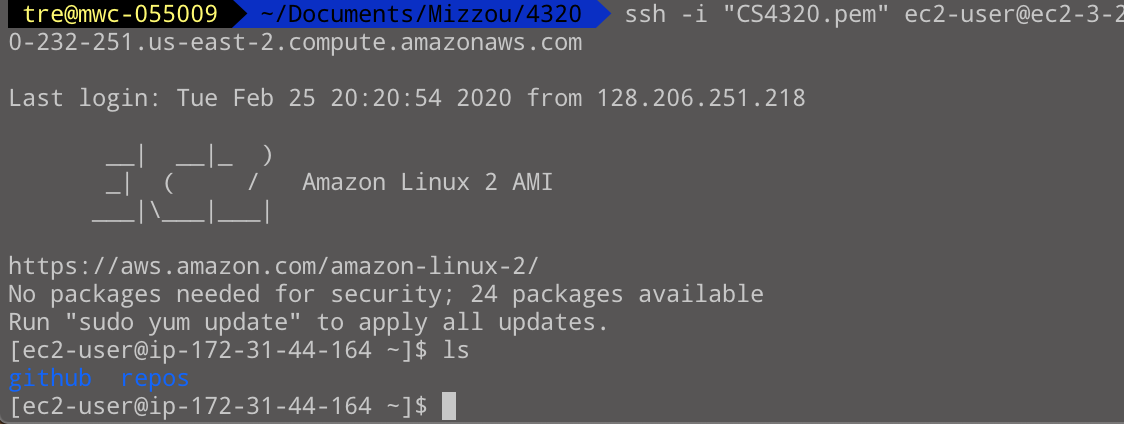 tre@mwc-055009 ~/Documents/Mizzou/4320 ssh -i "CS4320.pem" ec2-user@ec2-3-2
0-232-251.us-east-2.compute.amazonaws.com
Last login: Tue Feb 25 20:20:54 2020 from 128.206.251.218
       __|  __|_  )
       _|  (     /   Amazon Linux 2 AMI
      ___|\___|___|
https://aws.amazon.com/amazon-linux-2/
No packages needed for security; 24 packages available
Run "sudo yum update" to apply all updates.
[ec2-user@ip-172-31-44-164 ~]$ ls
github  repos
[ec2-user@ip-172-31-44-164 ~]$